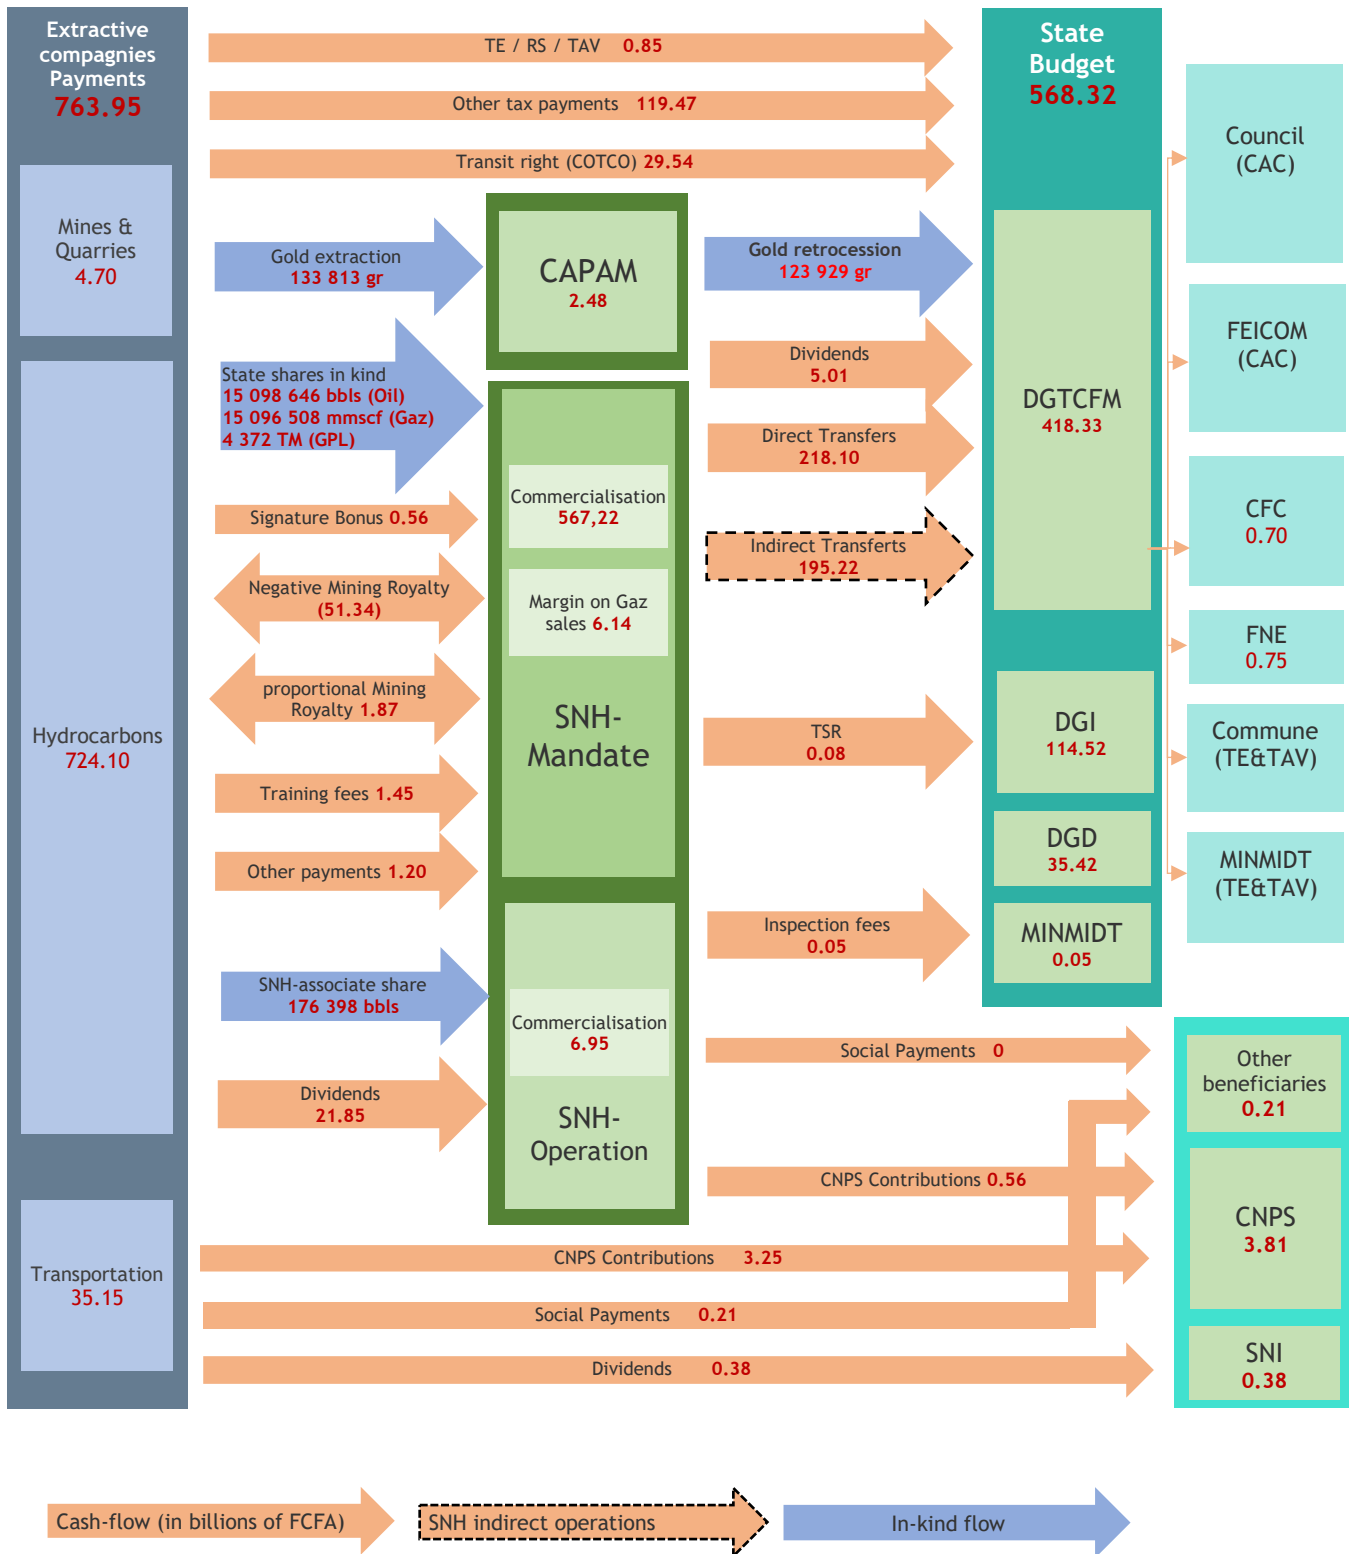 Extractive
compagnies
Payments
763.95
Mines &
Quarries
4.70
Hydrocarbons
724.10
Transportation
35.15
TE / RS / TAV 0.85
Other tax payments 119.47
Transit right (COTCO) 29.54
Gold extraction
133 813 gr
State shares in kind
15 098 646 bbls (Oil)
15 096 508 mmscf (Gaz)
4 372 TM (GPL)
Signature Bonus 0.56
Negative Mining Royalty
(51.34)
proportional Mining
Royalty 1.87
Training fees 1.45
Other payments 1.20
SNH-associate share
176 398 bbls
Dividends
21.85
CAPAM
2.48
Commercialisation
567,22
Margin on Gaz
sales 6.14
SNH-
Mandate
Commercialisation
6.95
SNH-
Operation
Gold retrocession
123 929 gr
Dividends
5.01
Direct Transfers
218.10
Indirect Transferts
195.22
TSR
0.08
Inspection fees
0.05
Social Payments 0
CNPS Contributions 0.56
CNPS Contributions 3.25
Social Payments 0.21
Dividends 0.38
State
Budget
568.32
DGTCFM
418.33
DGI
114.52
DGD
35.42
MINMIDT
0.05
Council
(CAC)
FEICOM
(CAC)
CFC
0.70
FNE
0.75
Commune
(TE&TAV)
MINMIDT
(TE&TAV)
Other
beneficiaries
0.21
CNPS
3.81
SNI
0.38
Cash-flow (in billions of FCFA)
SNH indirect operations
In-kind flow